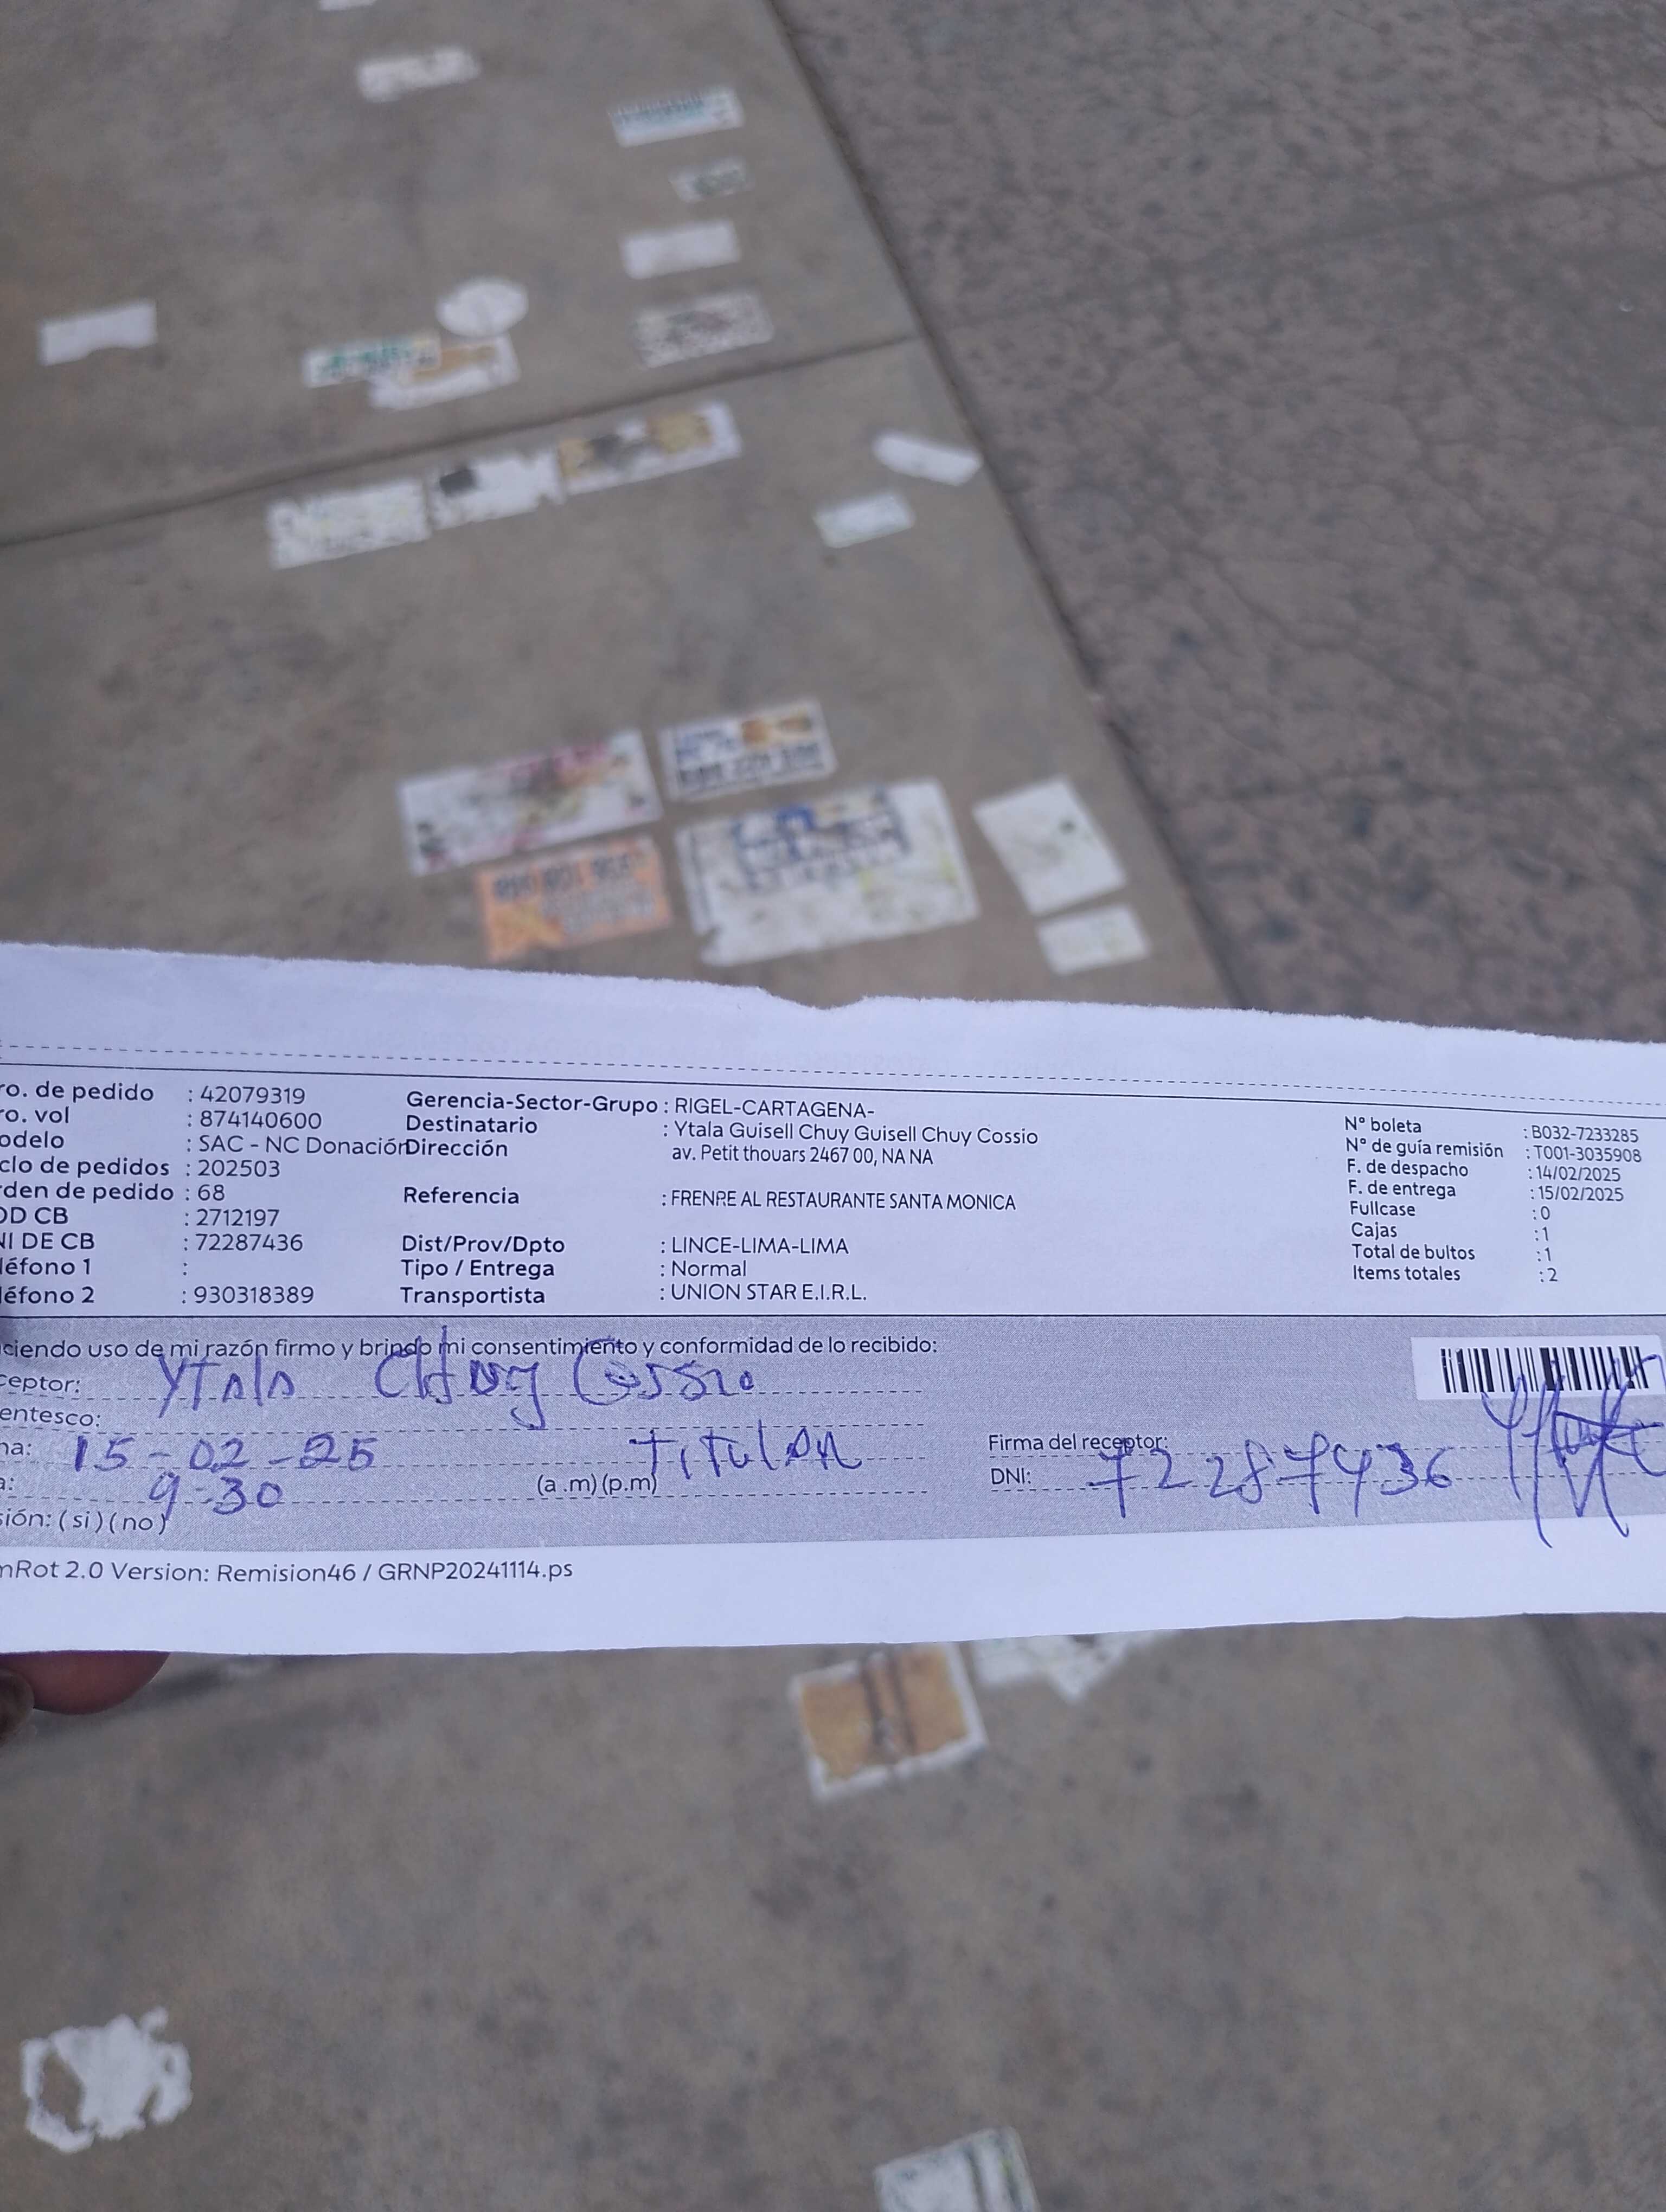 ro. de pedido : 42079319
ro. vol : 874140600
odelo : SAC - NC Donación
clo de pedidos : 202503
den de pedido : 68
OD CB : 2712197
NI DE CB : 72287436
léfono 1 :
léfono 2 : 930318389
Gerencia-Sector-Grupo : RIGEL-CARTAGENA-
Destinatario : Ytala Guisell Chuy Guisell Chuy Cossio
Dirección av. Petit thouars 2467 00, NA NA
Referencia : FRENRE AL RESTAURANTE SANTA MONICA
Dist/Prov/Dpto : LINCE-LIMA-LIMA
Tipo / Entrega : Normal
Transportista : UNION STAR E.I.R.L.
N° boleta : B032-7233285
N° de guía remisión : T001-3035908
F. de despacho : 14/02/2025
F. de entrega : 15/02/2025
Fullcase : 0
Cajas : 1
Total de bultos : 1
Items totales : 2
ciendo uso de mi razón firmo y brindo mi consentimiento y conformidad de lo recibido:
ceptor: Ytala Chuy Cossio
entesco:
ha: 15-02-25 Titular
a: 9:30 (a .m) (p.m)
sión: ( si ) ( no )
Firma del receptor:
DNI: 72287436
mRot 2.0 Version: Remision46 / GRNP20241114.ps